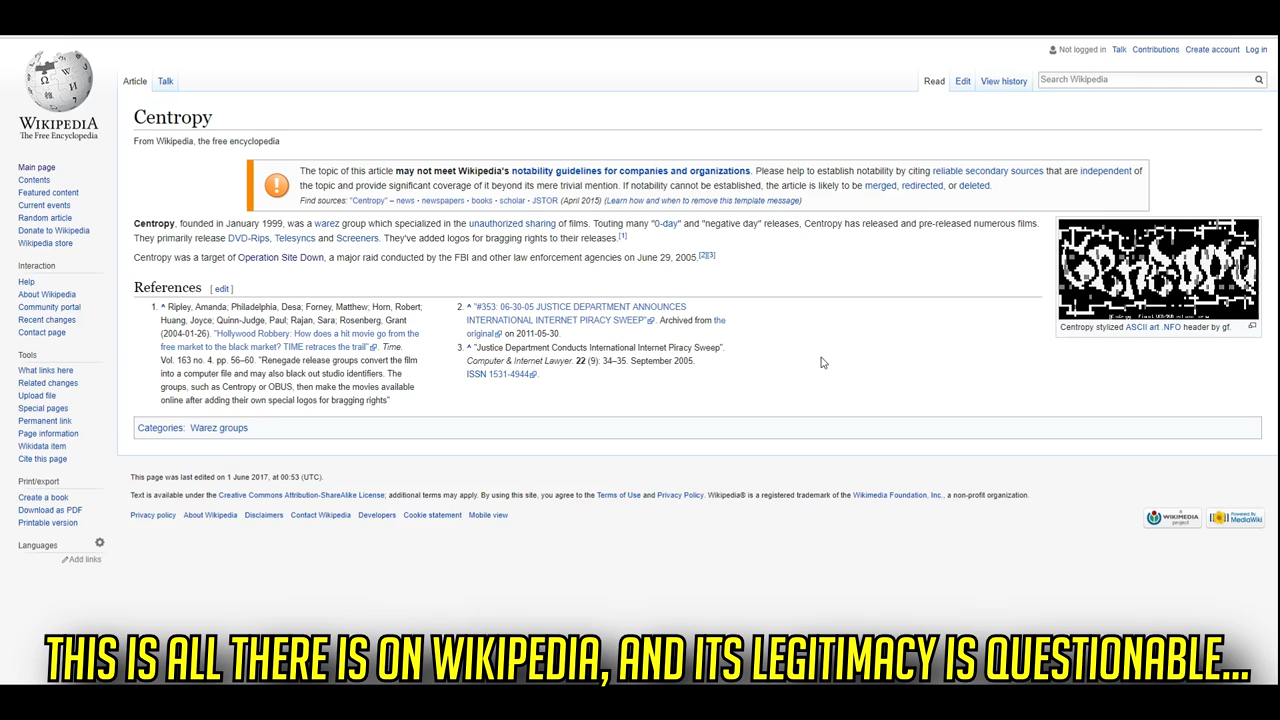 Not logged in Talk Contributions Create account Log in
Article Talk
Read Edit View history
Search Wikipedia
WIKIPEDIA
The Free Encyclopedia
Main page
Contents
Featured content
Current events
Random article
Donate to Wikipedia
Wikipedia store
Interaction
Help
About Wikipedia
Community portal
Recent changes
Contact page
Tools
What links here
Related changes
Upload file
Special pages
Permanent link
Page information
Wikidata item
Cite this page
Print/export
Create a book
Download as PDF
Printable version
Languages
Add links
Centropy
From Wikipedia, the free encyclopedia
The topic of this article may not meet Wikipedia's notability guidelines for companies and organizations. Please help to establish notability by citing reliable secondary sources that are independent of
the topic and provide significant coverage of it beyond its mere trivial mention. If notability cannot be established, the article is likely to be merged, redirected, or deleted.
Find sources: "Centropy" – news · newspapers · books · scholar · JSTOR (April 2015) (Learn how and when to remove this template message)
Centropy, founded in January 1999, was a warez group which specialized in the unauthorized sharing of films. Touting many "0-day" and "negative day" releases, Centropy has released and pre-released numerous films.
They primarily release DVD-Rips, Telesyncs and Screeners. They've added logos for bragging rights to their releases.[1]
Centropy was a target of Operation Site Down, a major raid conducted by the FBI and other law enforcement agencies on June 29, 2005.[2][3]
Centropy stylized ASCII art .NFO header by gf.
References [ edit ]
1. ^ Ripley, Amanda; Philadelphia, Desa; Forney, Matthew; Horn, Robert;
Huang, Joyce; Quinn-Judge, Paul; Rajan, Sara; Rosenberg, Grant
(2004-01-26). "Hollywood Robbery: How does a hit movie go from the
free market to the black market? TIME retraces the trail". Time.
Vol. 163 no. 4. pp. 56–60. "Renegade release groups convert the film
into a computer file and may also black out studio identifiers. The
groups, such as Centropy or OBUS, then make the movies available
online after adding their own special logos for bragging rights"
2. ^ "#353: 06-30-05 JUSTICE DEPARTMENT ANNOUNCES
INTERNATIONAL INTERNET PIRACY SWEEP". Archived from the
original on 2011-05-30.
3. ^ "Justice Department Conducts International Internet Piracy Sweep".
Computer & Internet Lawyer. 22 (9): 34–35. September 2005.
ISSN 1531-4944.
Categories: Warez groups
This page was last edited on 1 June 2017, at 00:53 (UTC).
Text is available under the Creative Commons Attribution-ShareAlike License; additional terms may apply. By using this site, you agree to the Terms of Use and Privacy Policy. Wikipedia® is a registered trademark of the Wikimedia Foundation, Inc., a non-profit organization.
Privacy policy About Wikipedia Disclaimers Contact Wikipedia Developers Cookie statement Mobile view
A WIKIMEDIA project
Powered By MediaWiki
THIS IS ALL THERE IS ON WIKIPEDIA, AND ITS LEGITIMACY IS QUESTIONABLE...